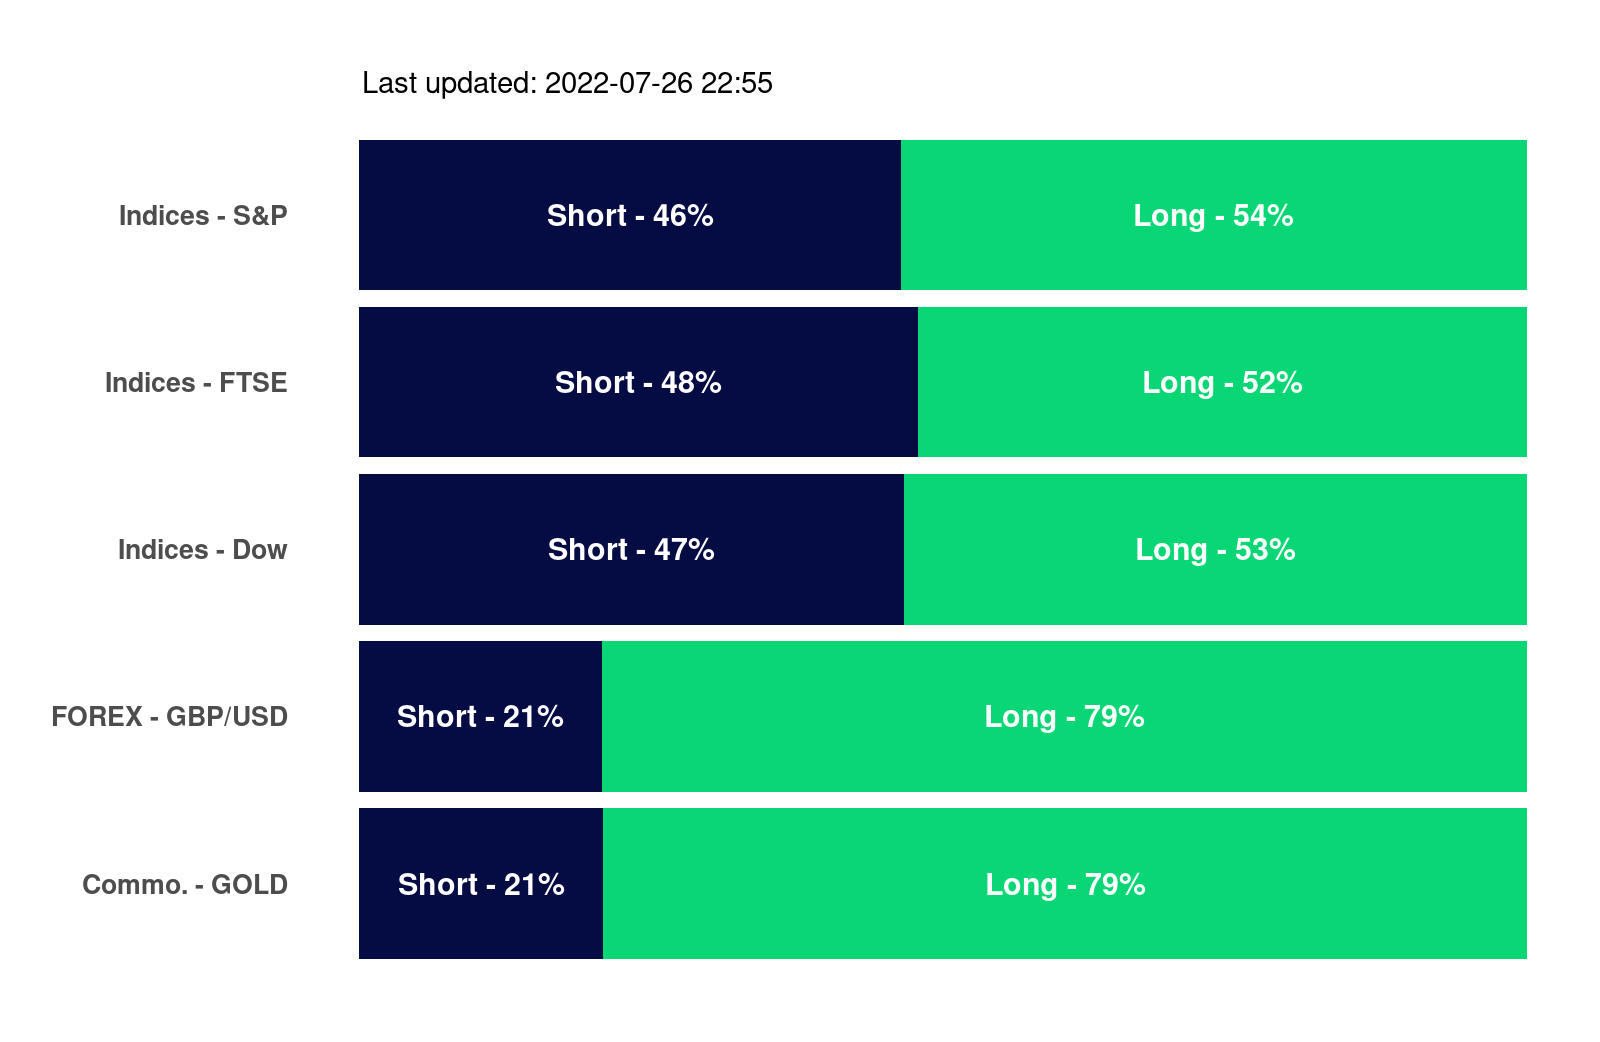 Last updated: 2022-07-26 22:55
Indices - S&P Short - 46% Long - 54%
Indices - FTSE Short - 48% Long - 52%
Indices - Dow Short - 47% Long - 53%
FOREX - GBP/USD Short - 21% Long - 79%
Commo. - GOLD Short - 21% Long - 79%